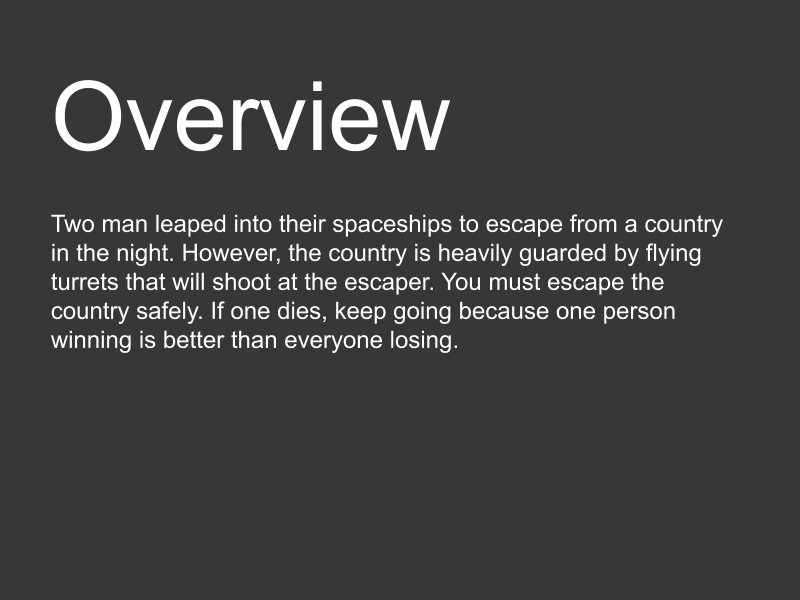 Overview
Two man leaped into their spaceships to escape from a country
in the night. However, the country is heavily guarded by flying
turrets that will shoot at the escaper. You must escape the
country safely. If one dies, keep going because one person
winning is better than everyone losing.